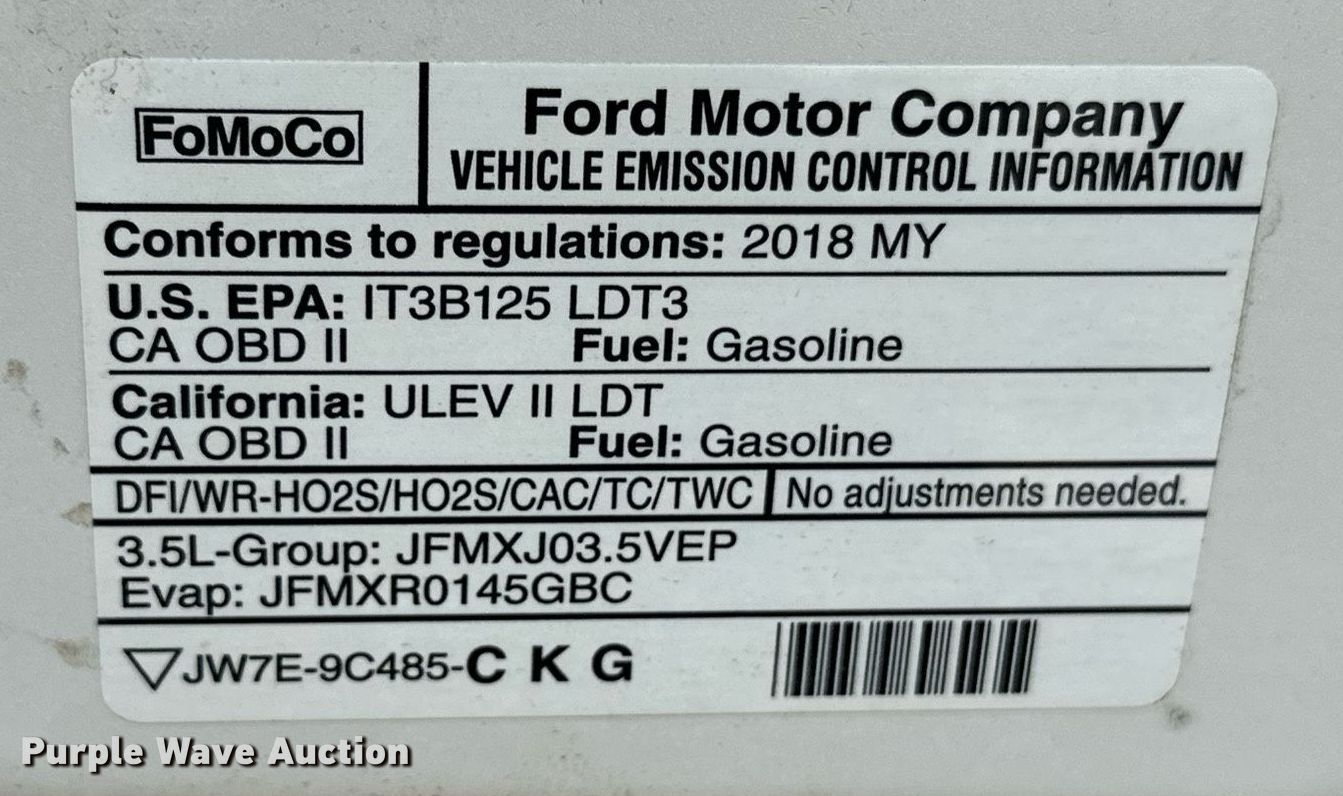 FoMoCo
Ford Motor Company
VEHICLE EMISSION CONTROL INFORMATION
Conforms to regulations: 2018 MY
U.S. EPA: IT3B125 LDT3
CA OBD II Fuel: Gasoline
California: ULEV II LDT
CA OBD II Fuel: Gasoline
DFI/WR-HO2S/HO2S/CAC/TC/TWC No adjustments needed.
3.5L-Group: JFMXJ03.5VEP
Evap: JFMXR0145GBC
JW7E-9C485-C K G
Purple Wave Auction